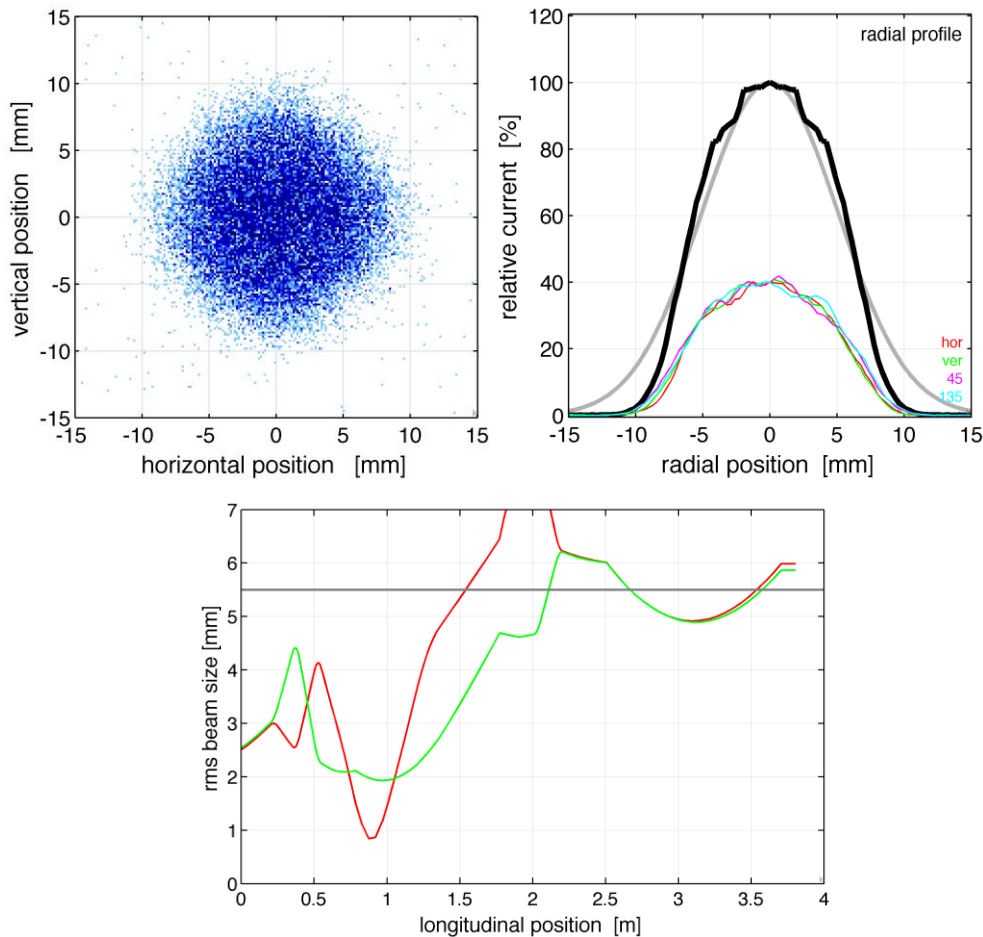 15
10
5
0
-5
-10
-15
-15 -10 -5 0 5 10 15
vertical position [mm]
horizontal position [mm]
120
100
80
60
40
20
0
-15 -10 -5 0 5 10 15
relative current [%]
radial position [mm]
radial profile
hor
ver
45
135
7
6
5
4
3
2
1
0
0 0.5 1 1.5 2 2.5 3 3.5 4
rms beam size [mm]
longitudinal position [m]